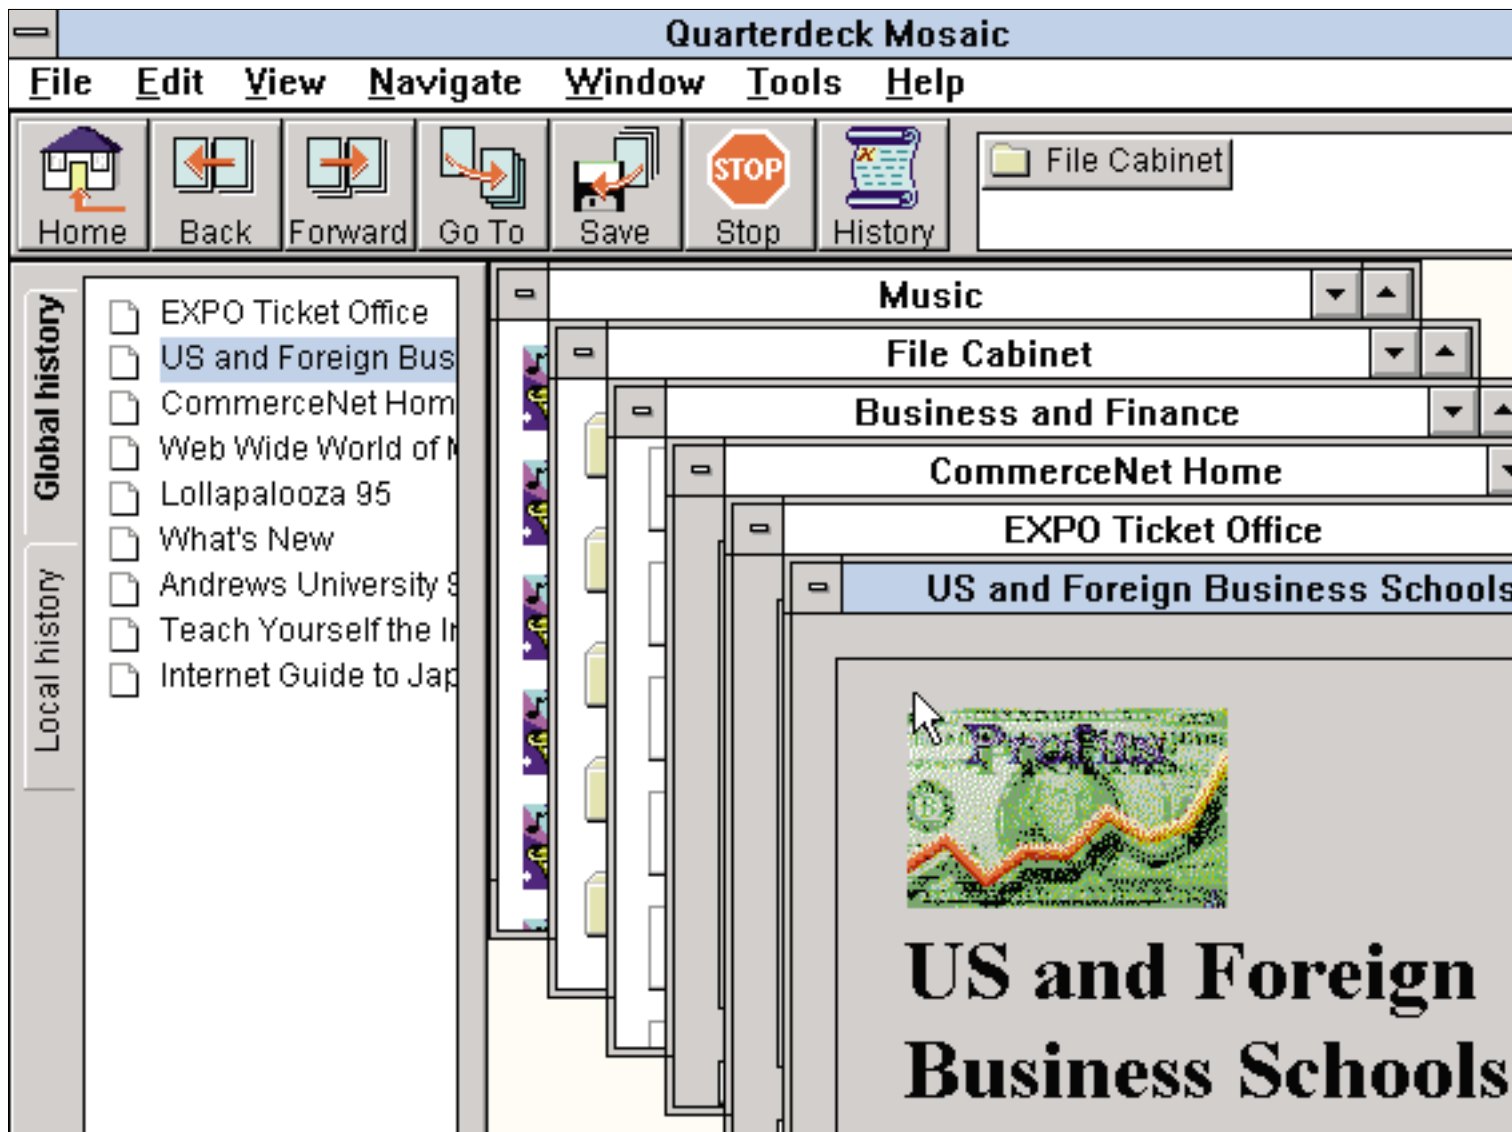 Quarterdeck Mosaic
File Edit View Navigate Window Tools Help
STOP
Home Back Forward Go To Save Stop History
File Cabinet
Global history
Local history
EXPO Ticket Office
US and Foreign Bus
CommerceNet Hom
Web Wide World of
Lollapalooza 95
What's New
Andrews University S
Teach Yourself the
Internet Guide to Jap
Music
File Cabinet
Business and Finance
CommerceNet Home
EXPO Ticket Office
US and Foreign Business Schools
Profits
US and Foreign
Business Schools